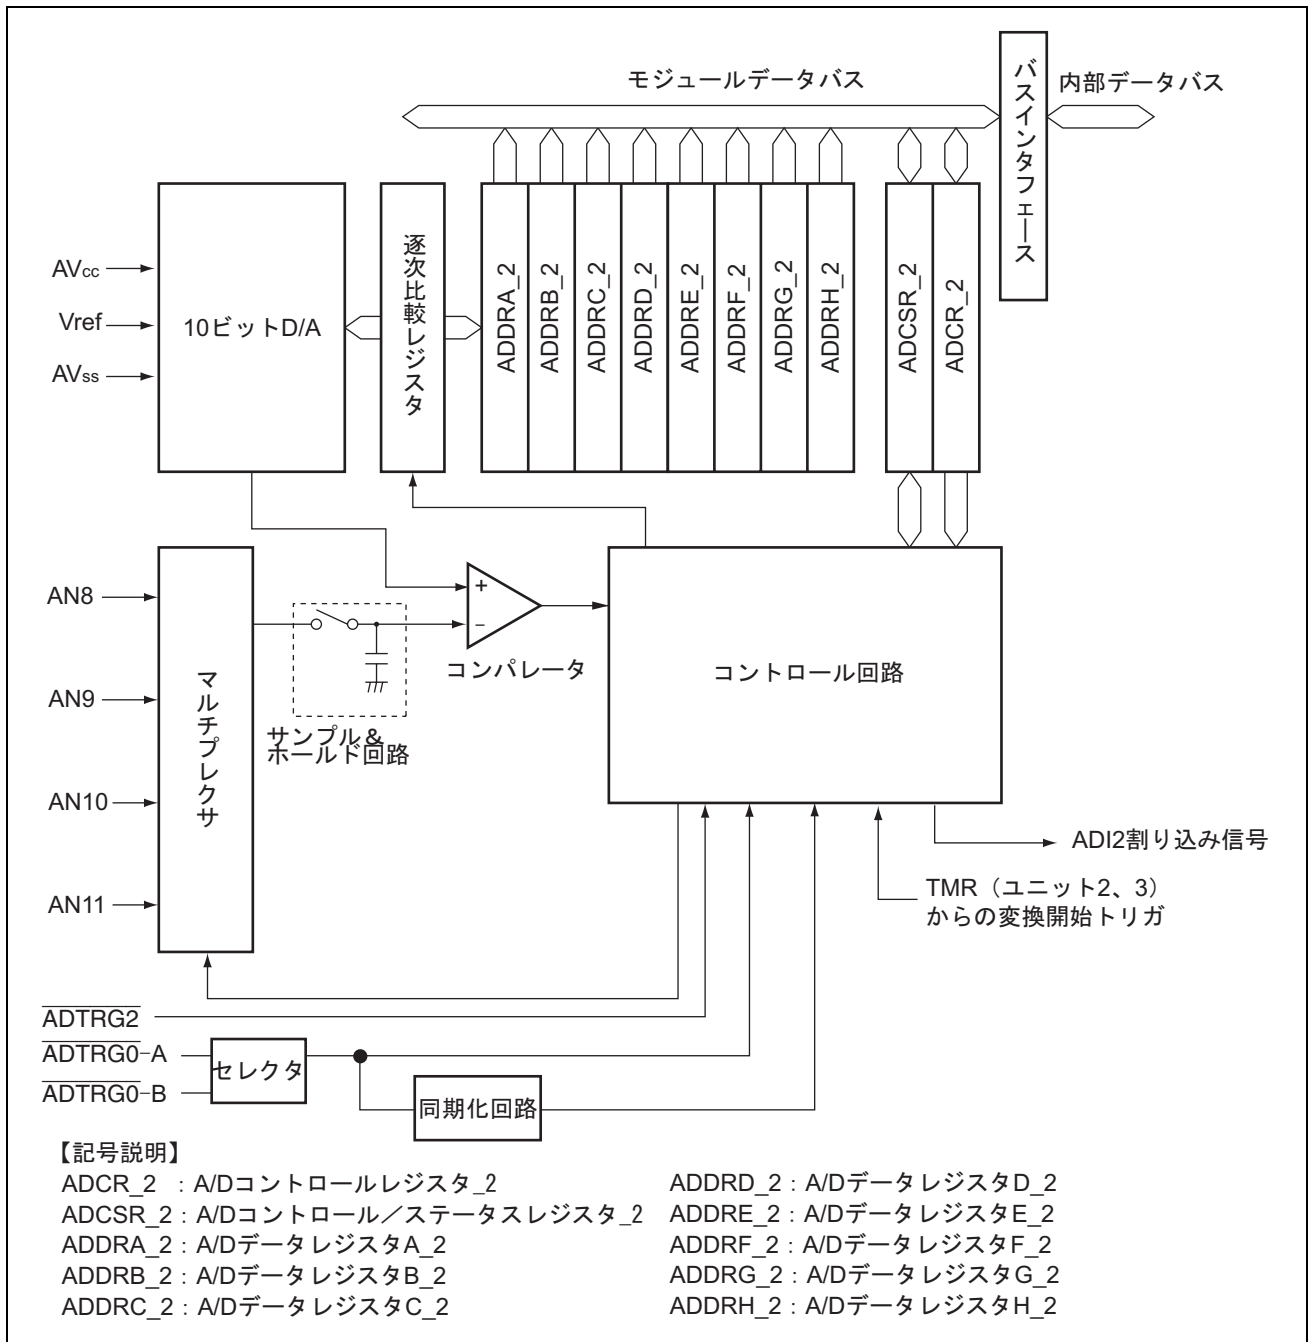 モジュールデータバス
バスインタフェース
内部データバス
AVcc
Vref
AVss
10ビットD/A
逐次比較レジスタ
ADDRA_2
ADDRB_2
ADDRC_2
ADDRD_2
ADDRE_2
ADDRF_2
ADDRG_2
ADDRH_2
ADCSR_2
ADCR_2
AN8
AN9
AN10
AN11
マルチプレクサ
サンプル&
ホールド回路
+
−
コンパレータ
コントロール回路
ADI2割り込み信号
TMR（ユニット2、3）
からの変換開始トリガ
ADTRG2
ADTRG0-A
ADTRG0-B
セレクタ
同期化回路
【記号説明】
ADCR_2 ：A/Dコントロールレジスタ_2
ADCSR_2：A/Dコントロール／ステータスレジスタ_2
ADDRA_2：A/DデータレジスタA_2
ADDRB_2：A/DデータレジスタB_2
ADDRC_2：A/DデータレジスタC_2
ADDRD_2：A/DデータレジスタD_2
ADDRE_2：A/DデータレジスタE_2
ADDRF_2：A/DデータレジスタF_2
ADDRG_2：A/DデータレジスタG_2
ADDRH_2：A/DデータレジスタH_2